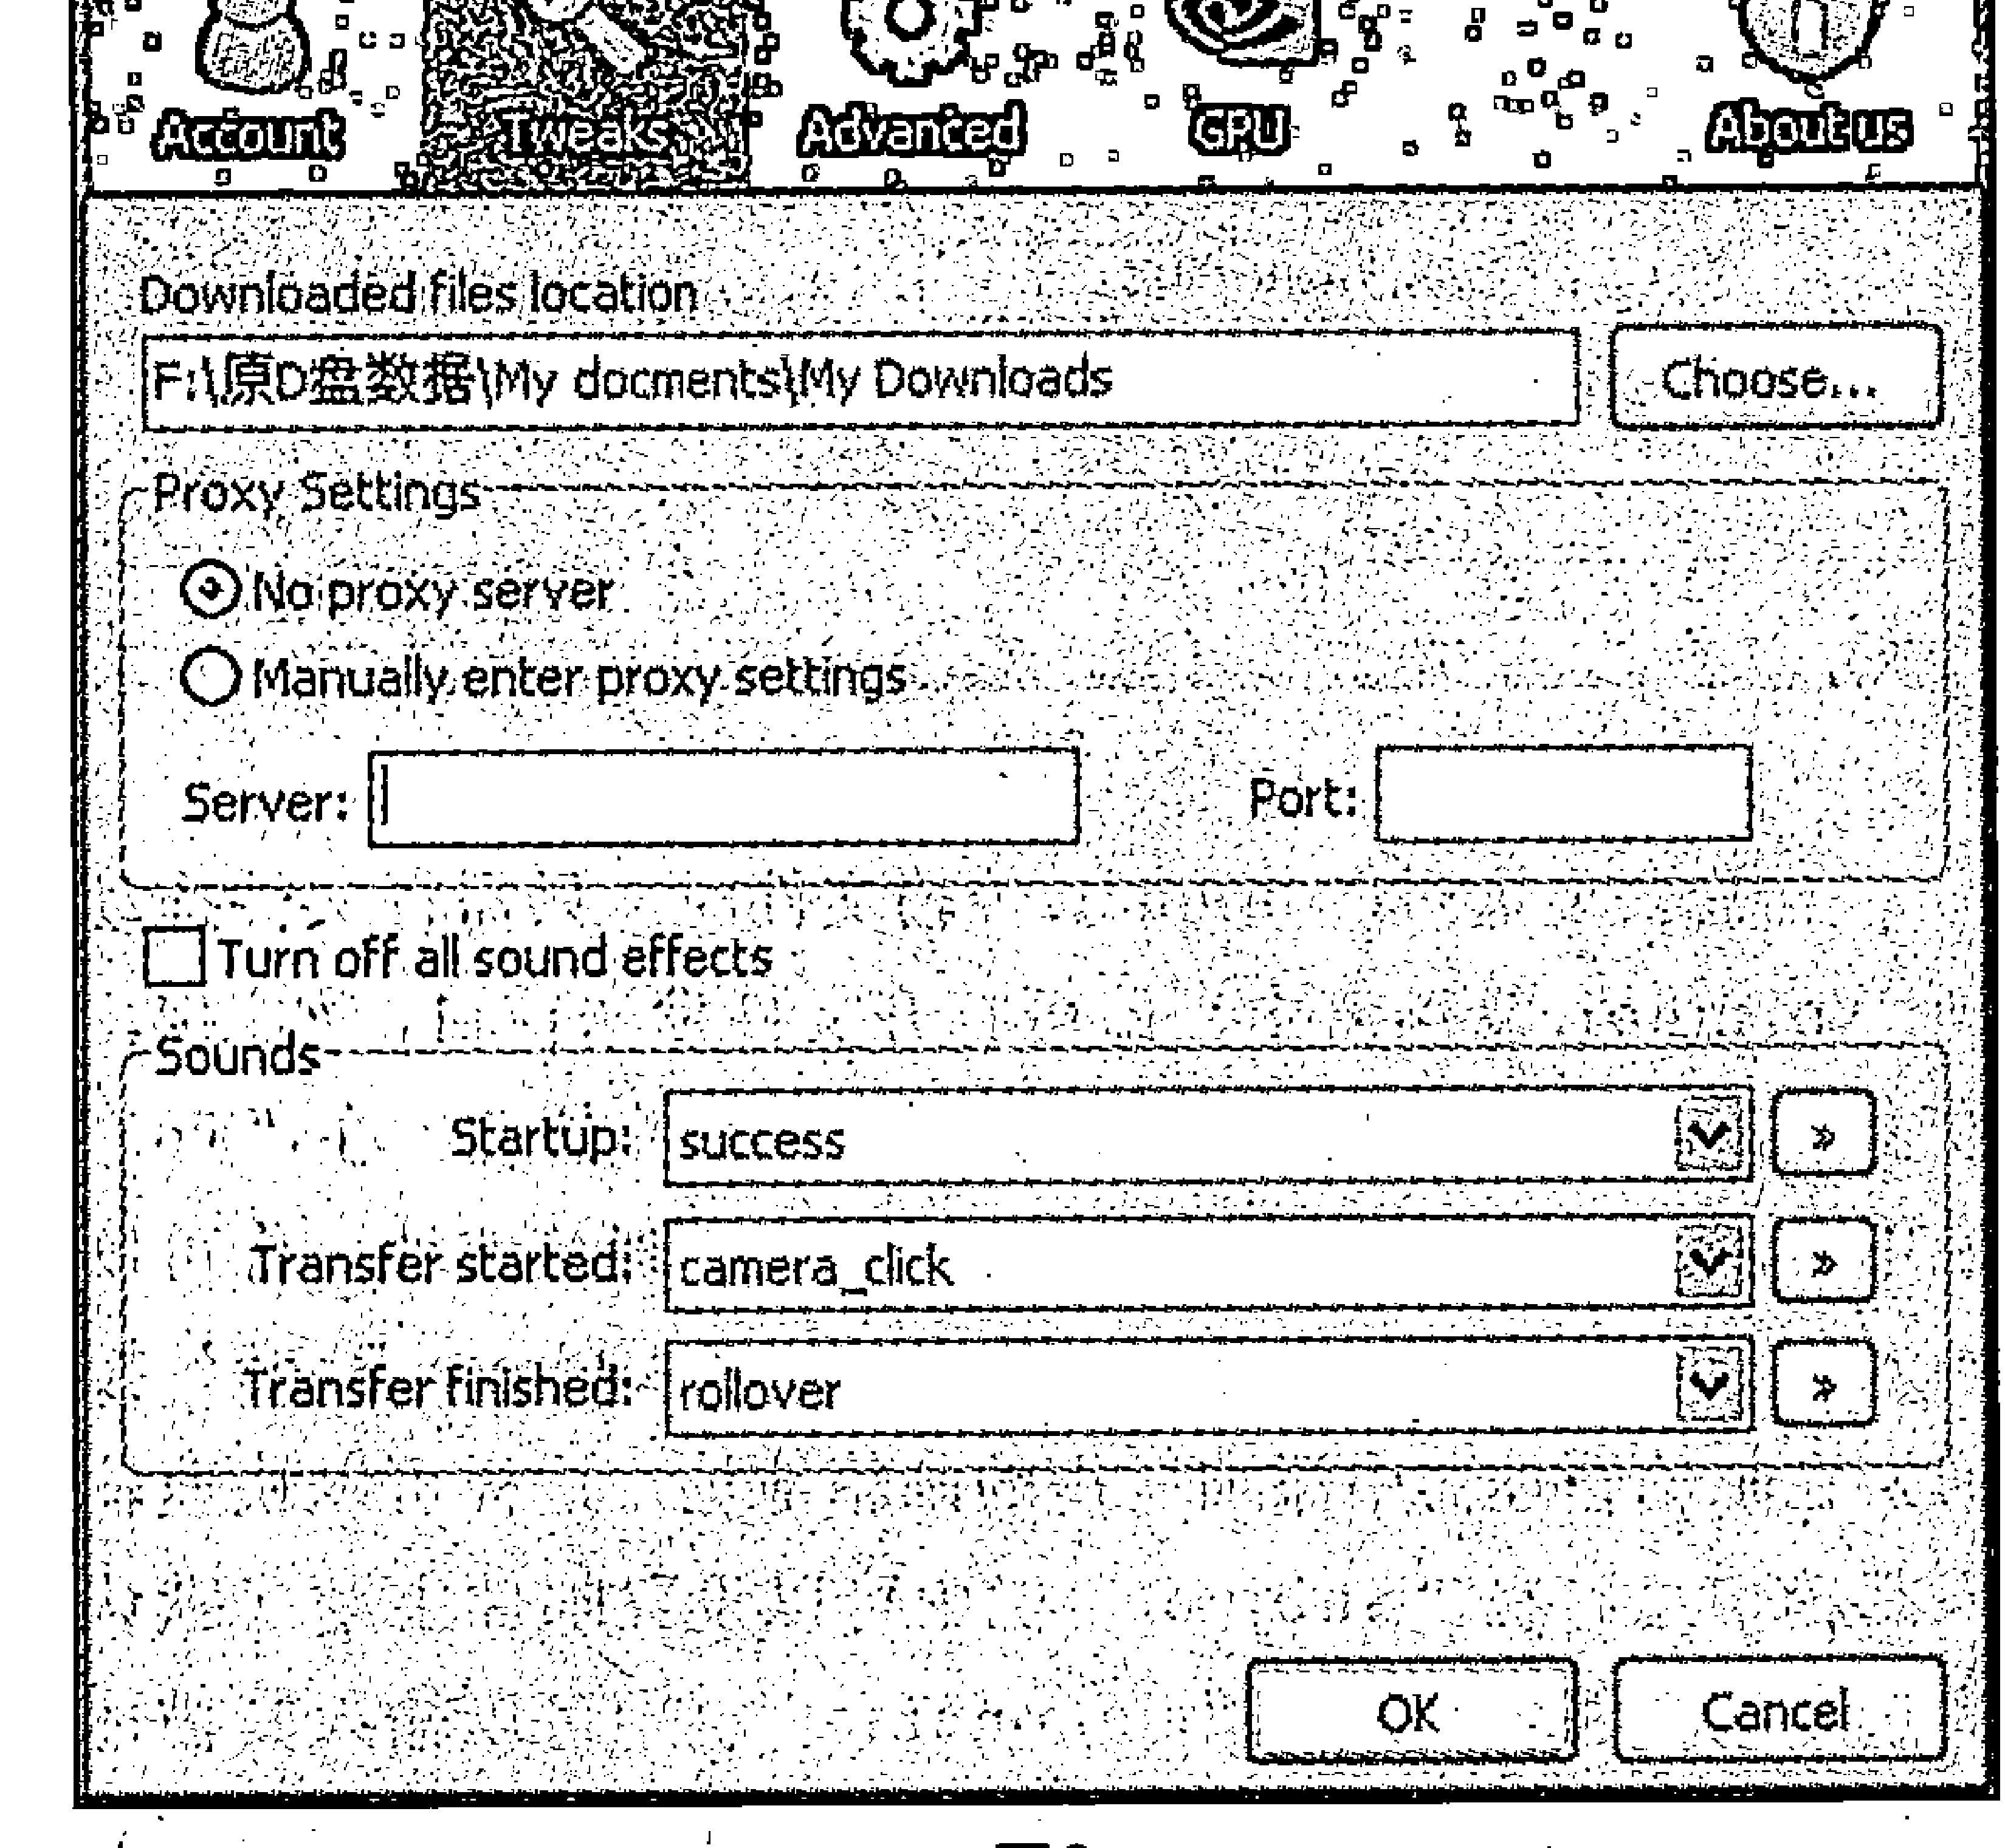 Account Tweaks Advanced GPU About us
Downloaded files location
F:\原D盘数据\My docments\My Downloads Choose...
Proxy Settings
No proxy server
Manually enter proxy settings
Server: Port:
Turn off all sound effects
Sounds
Startup: success »
Transfer started: camera_click »
Transfer finished: rollover »
OK Cancel